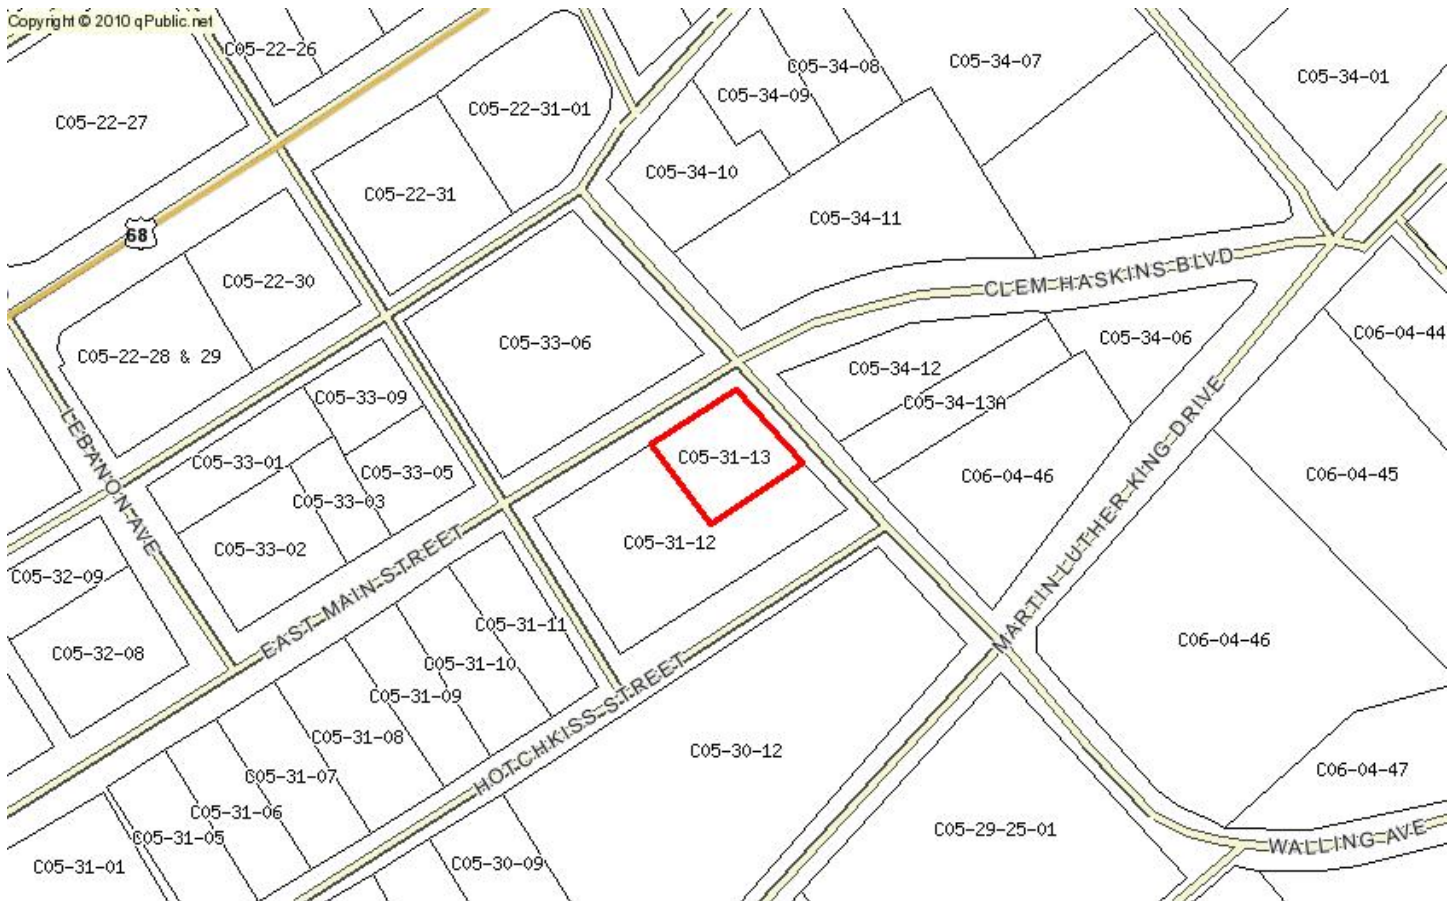 Copyright © 2010 qPublic.net
C05-22-26
C05-34-08
C05-34-07
C05-34-01
C05-34-09
C05-22-31-01
C05-22-27
C05-34-10
C05-22-31
C05-34-11
68
CLEM HASKINS BLVD
C05-22-30
C06-04-44
C05-34-06
C05-33-06
C05-22-28 & 29
C05-34-12
C05-33-09
C05-34-13A
C05-31-13
C05-33-01
C05-33-05
C06-04-46
C06-04-45
LEBANON AVE
C05-33-03
MARTIN LUTHER KING DRIVE
C05-31-12
C05-33-02
C05-32-09
EAST MAIN STREET
C05-31-11
C06-04-46
C05-32-08
C05-31-10
C05-31-09
HOTCHKISS STREET
C05-31-08
C05-30-12
C06-04-47
C05-31-07
C05-31-06
C05-29-25-01
C05-31-05
WALLING AVE
C05-30-09
C05-31-01